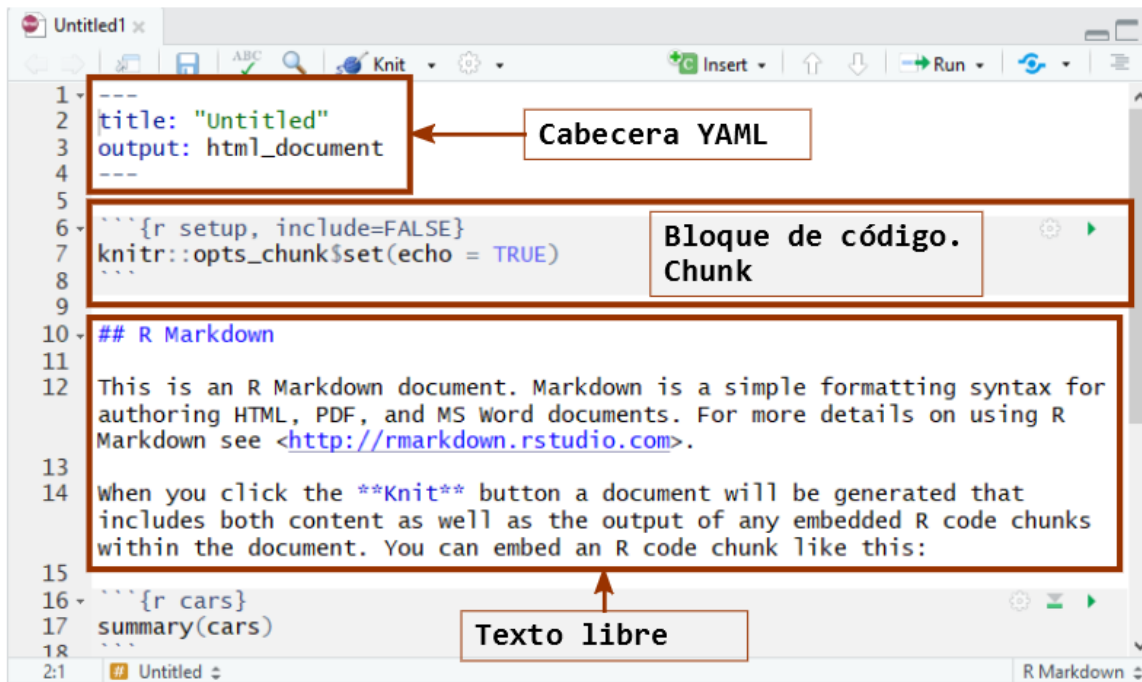 Untitled1
ABC
Knit
Insert
Run
1
---
2
title: "Untitled"
3
output: html_document
Cabecera YAML
4
---
5
6
```{r setup, include=FALSE}
7
knitr::opts_chunk$set(echo = TRUE)
8
```
Bloque de código.
Chunk
9
10
## R Markdown
11
12
This is an R Markdown document. Markdown is a simple formatting syntax for
authoring HTML, PDF, and MS Word documents. For more details on using R
Markdown see <http://rmarkdown.rstudio.com>.
13
14
When you click the **Knit** button a document will be generated that
includes both content as well as the output of any embedded R code chunks
within the document. You can embed an R code chunk like this:
15
16
```{r cars}
17
summary(cars)
18
```
Texto libre
2:1
# Untitled
R Markdown